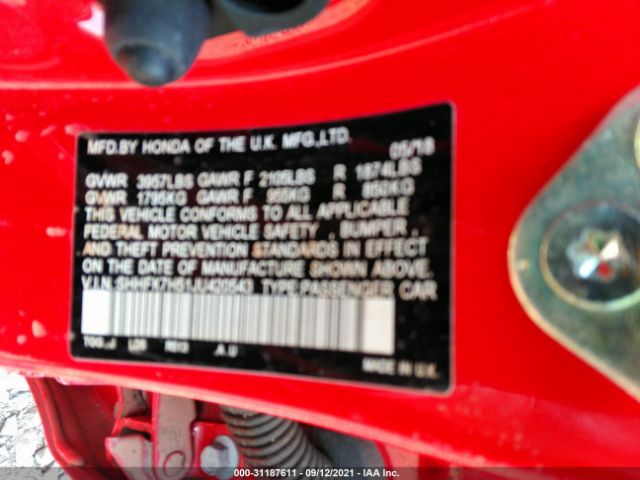 MFD.BY HONDA OF THE U.K. MFG.,LTD. 05/18
GVWR 3957LBS GAWR F 2105LBS R 1874LBS
GVWR 1795KG GAWR F 955KG R 850KG
THIS VEHICLE CONFORMS TO ALL APPLICABLE
FEDERAL MOTOR VEHICLE SAFETY , BUMPER ,
AND THEFT PREVENTION STANDARDS IN EFFECT
ON THE DATE OF MANUFACTURE SHOWN ABOVE.
V.I.N. TYPE:PASSENGER CAR
R513
MADE IN U.K.
000-31187611 - 09/12/2021 - IAA Inc.